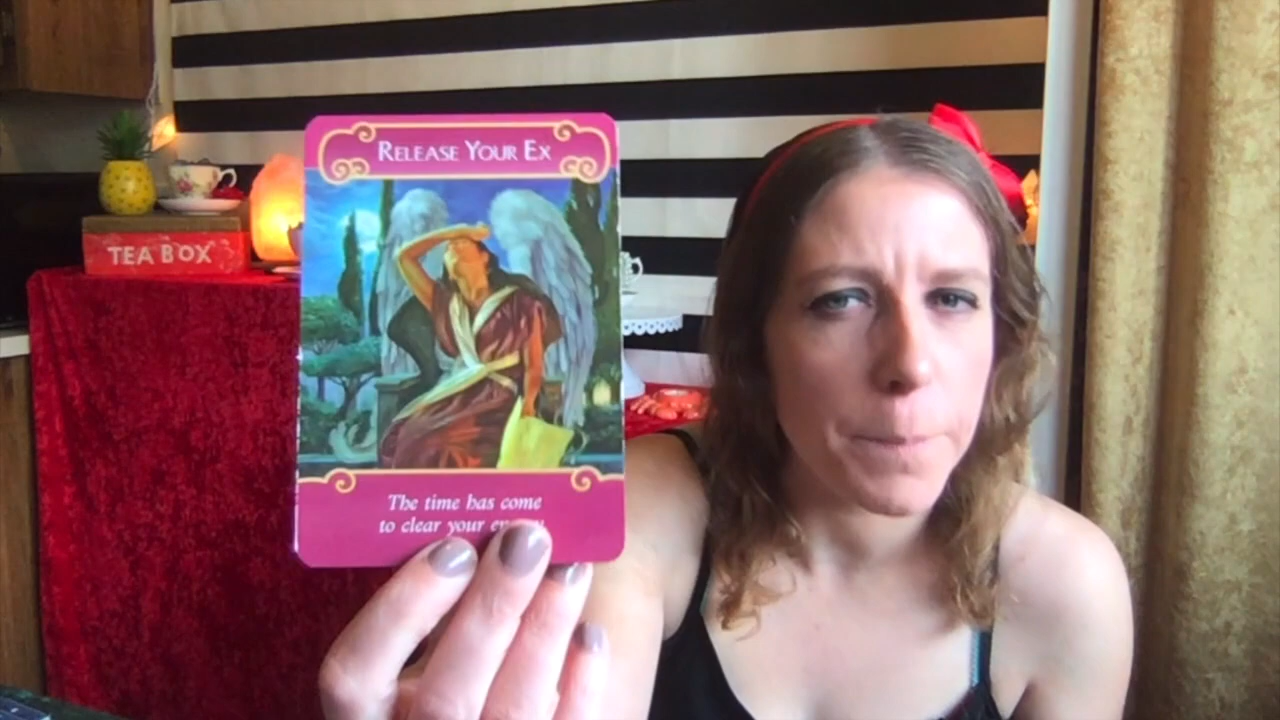 TEA BOX
RELEASE YOUR EX
The time has come
to clear your